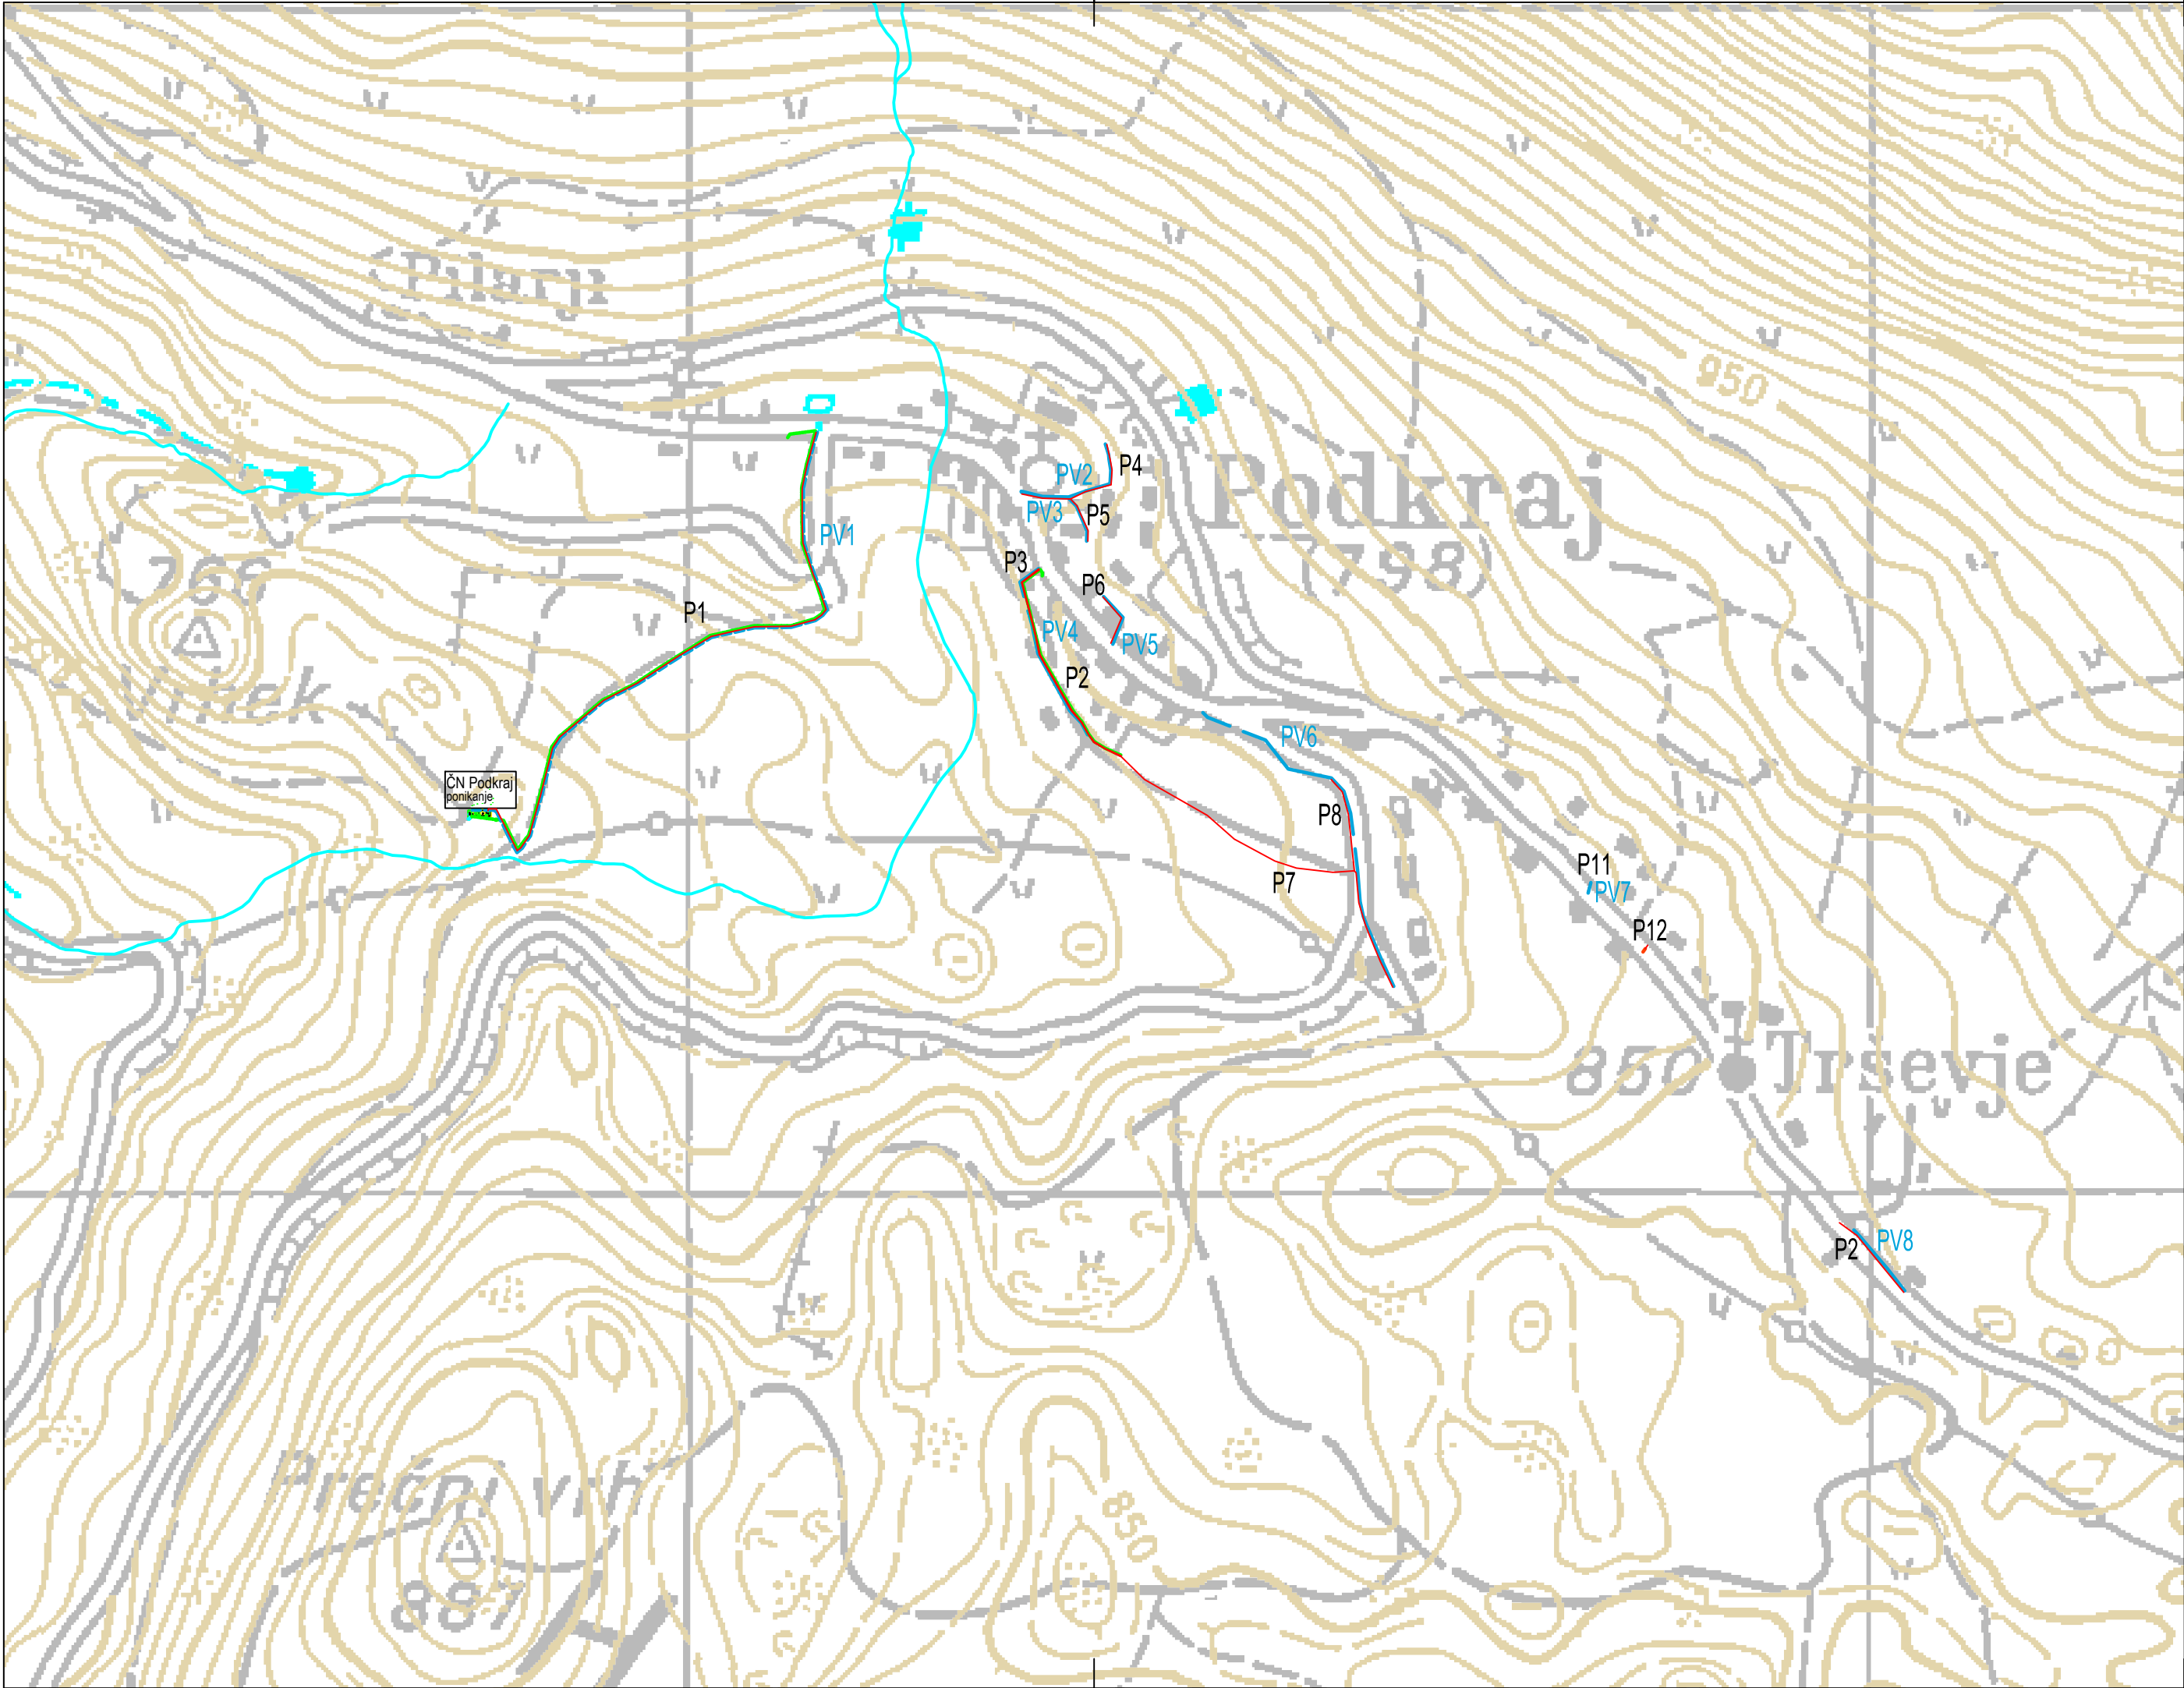 Pilarji
950
P4
PV2
Podkraj
PV3
P5
(798)
PV1
P3
P6
P1
PV4
PV5
Vršek
P2
PV6
ČN Podkraj
ponikanje
P8
P11
P7
PV7
P12
850
Trševje
P2
PV8
Prečni vrh
850
887